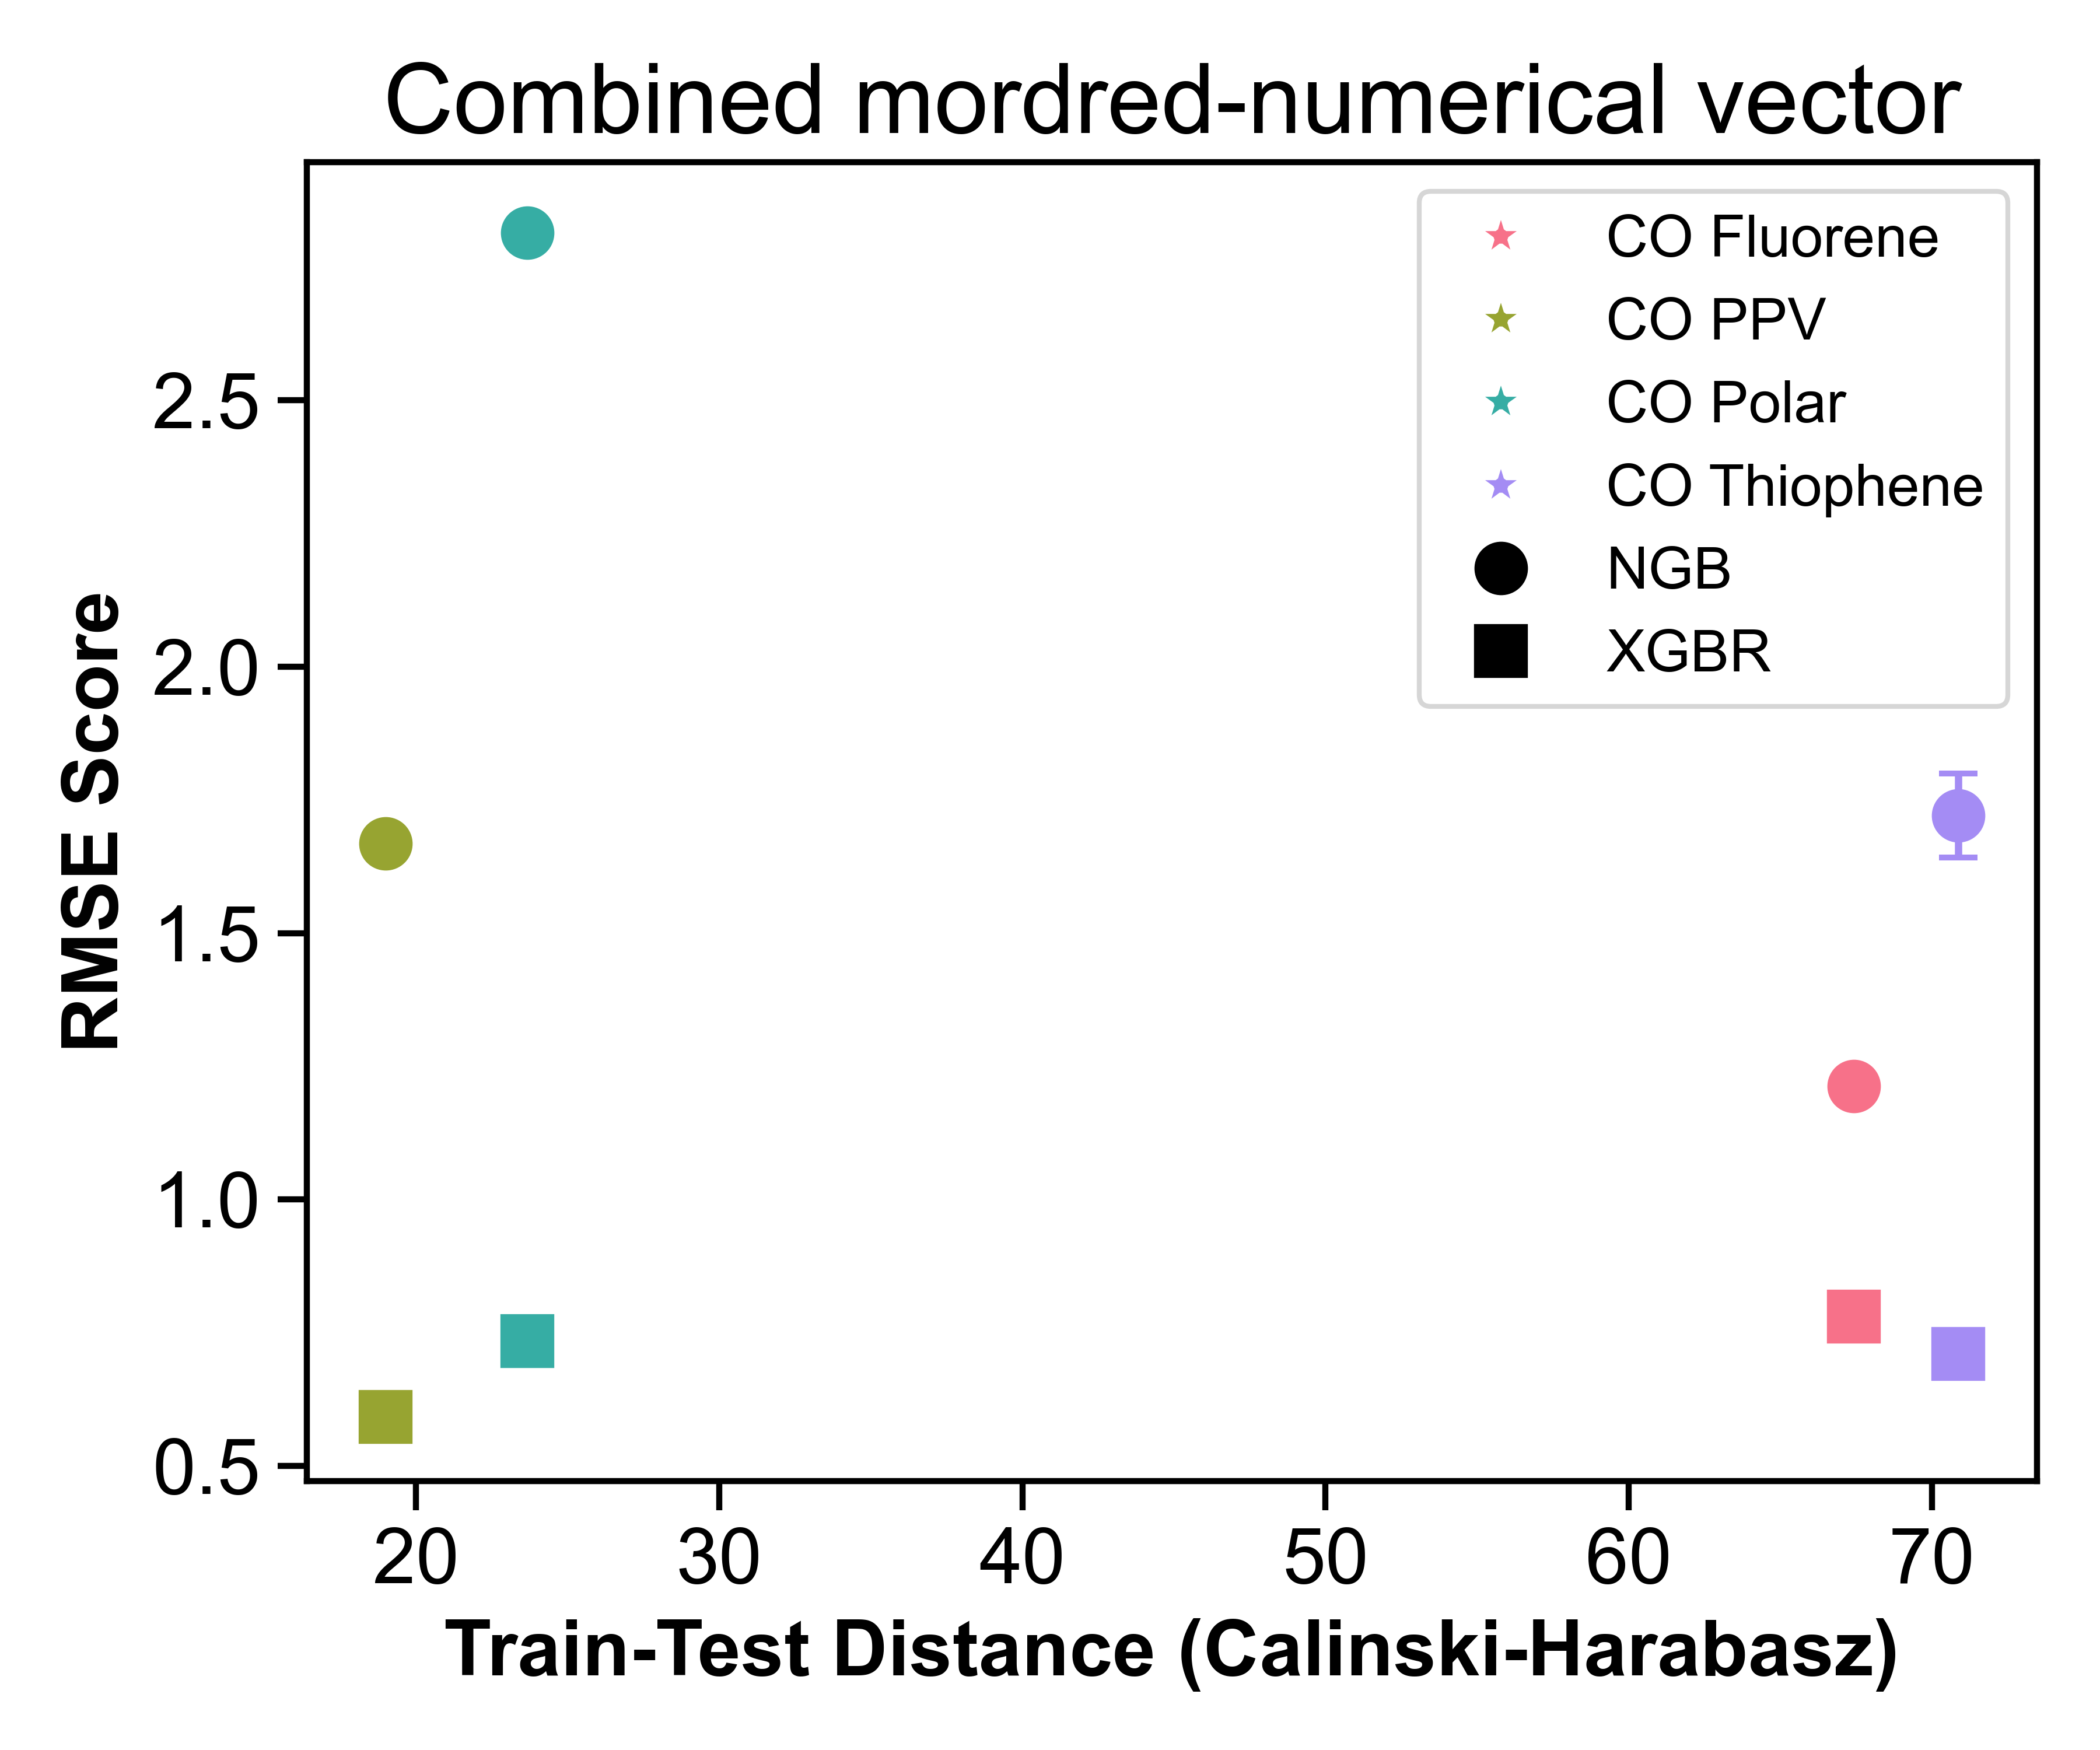 Combined mordred-numerical vector
CO Fluorene
CO PPV
CO Polar
CO Thiophene
NGB
XGBR
RMSE Score
2.5
2.0
1.5
1.0
0.5
20 30 40 50 60 70
Train-Test Distance (Calinski-Harabasz)